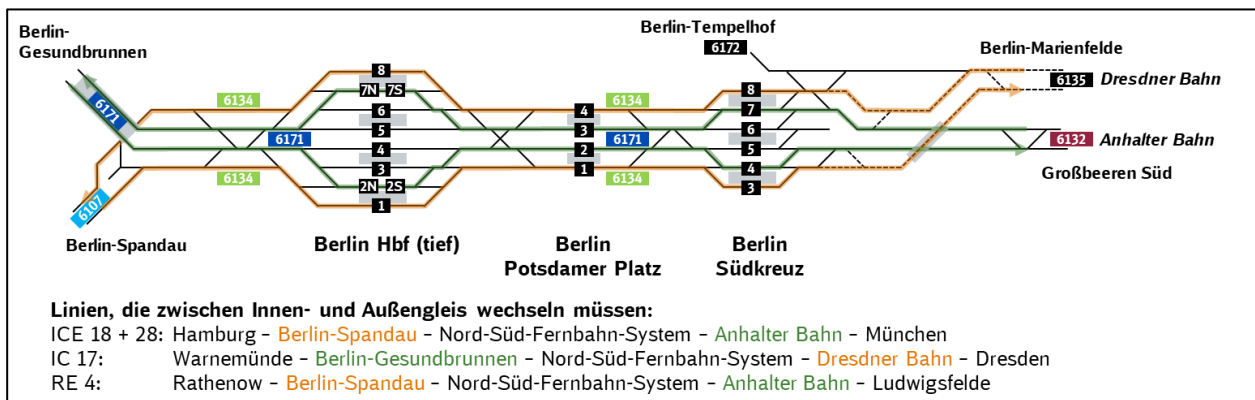 Berlin-
Gesundbrunnen
Berlin-Tempelhof
6172
Berlin-Marienfelde
6135 Dresdner Bahn
8
7N 7S
6
5
4
3
2N 2S
1
6134
6171
6171
6134
6107
4
3
2
1
6134
6171
6134
8
7
6
5
4
3
6132 Anhalter Bahn
Großbeeren Süd
Berlin-Spandau
Berlin Hbf (tief)
Berlin
Potsdamer Platz
Berlin
Südkreuz
Linien, die zwischen Innen- und Außengleis wechseln müssen:
ICE 18 + 28: Hamburg – Berlin-Spandau – Nord-Süd-Fernbahn-System – Anhalter Bahn – München
IC 17: Warnemünde – Berlin-Gesundbrunnen – Nord-Süd-Fernbahn-System – Dresdner Bahn – Dresden
RE 4: Rathenow – Berlin-Spandau – Nord-Süd-Fernbahn-System – Anhalter Bahn – Ludwigsfelde